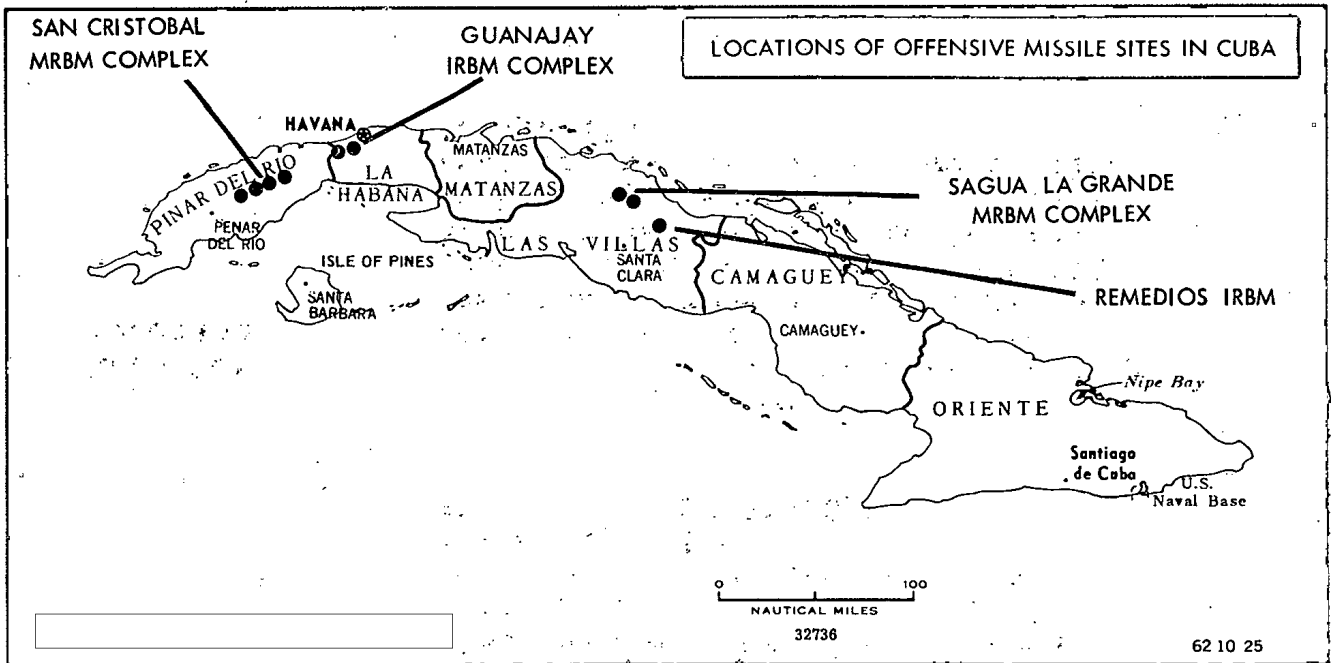 SAN CRISTOBAL
MRBM COMPLEX
GUANAJAY
IRBM COMPLEX
LOCATIONS OF OFFENSIVE MISSILE SITES IN CUBA
HAVANA
PINAR DEL RIO
LA
HABANA
MATANZAS
MATANZAS
PENAR
DEL RIO
ISLE OF PINES
SANTA
BARBARA
LAS VILLAS
SANTA
CLARA
SAGUA LA GRANDE
MRBM COMPLEX
CAMAGUEY
REMEDIOS IRBM
CAMAGUEY
Nipe Bay
ORIENTE
Santiago
de Cuba
U.S.
Naval Base
0 100
NAUTICAL MILES
32736
62 10 25